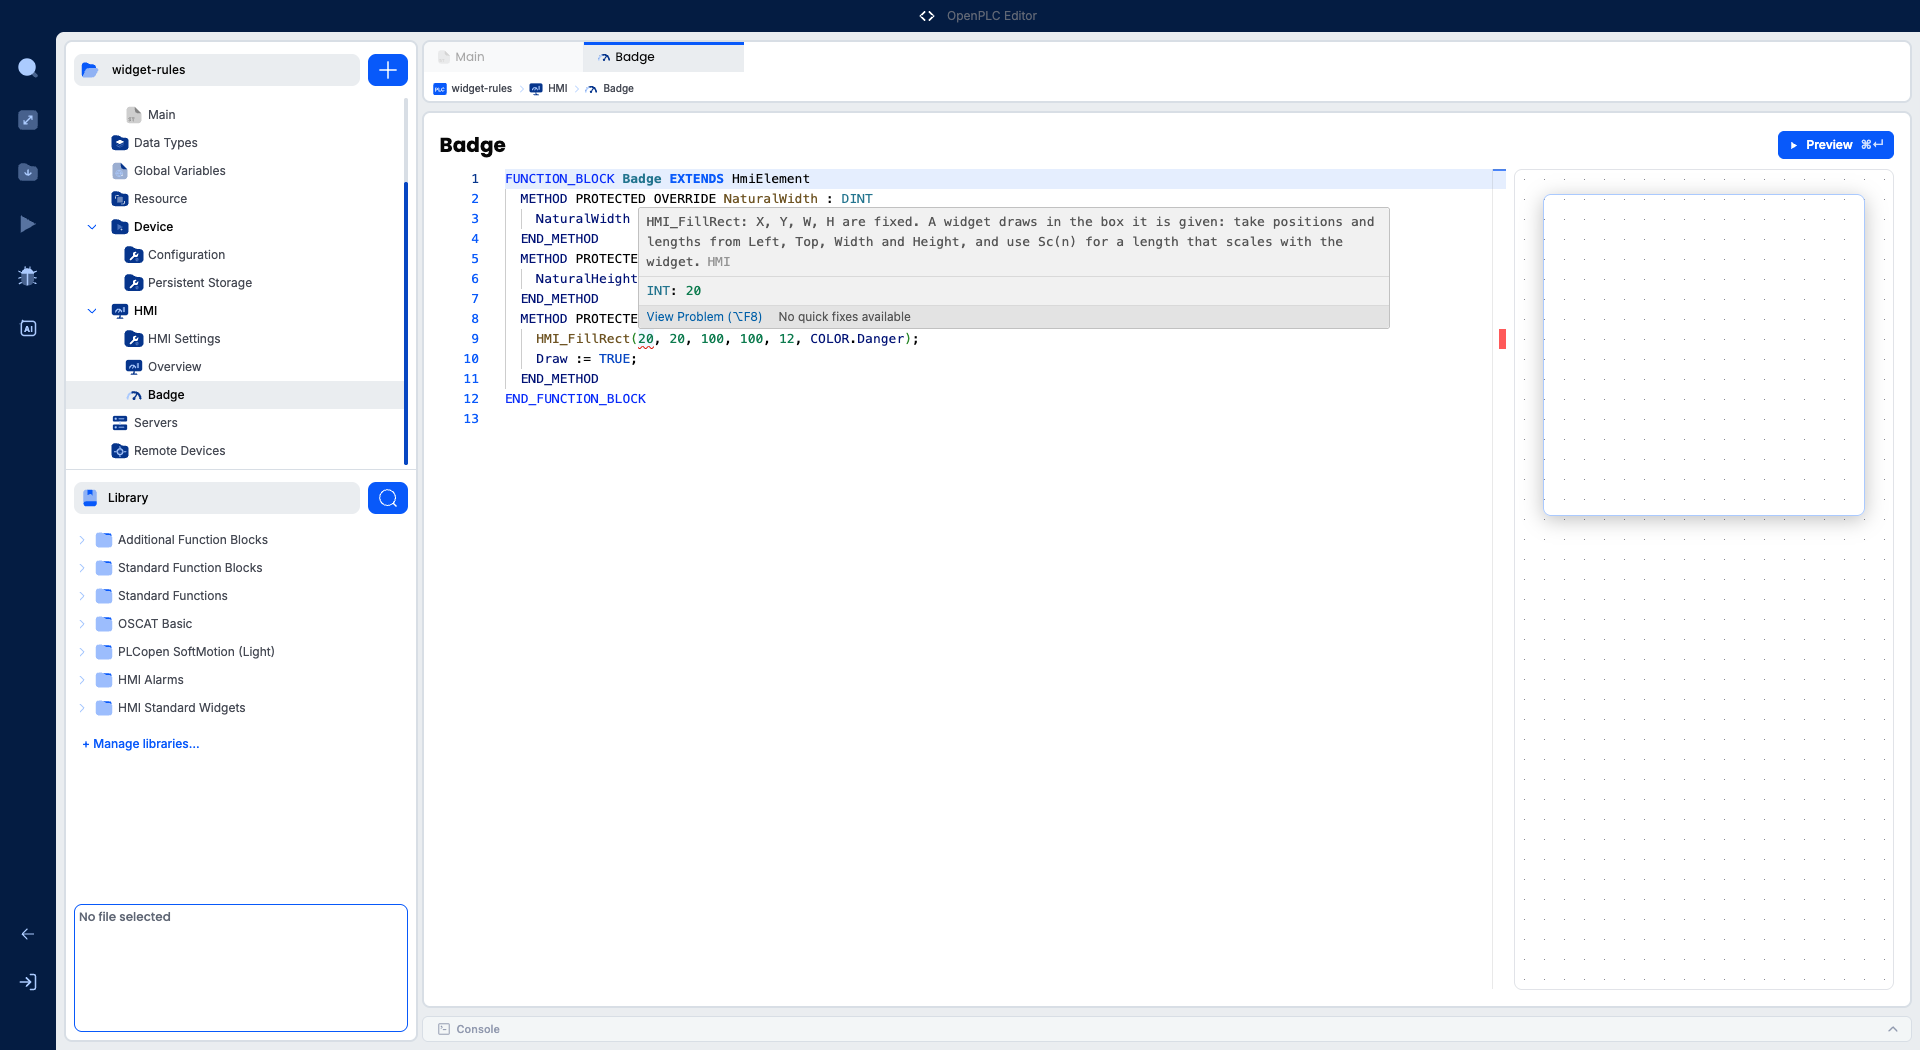 OpenPLC Editor
widget-rules
Main
Data Types
Global Variables
Resource
Device
Configuration
Persistent Storage
HMI
HMI Settings
Overview
Badge
Servers
Remote Devices
Library
Additional Function Blocks
Standard Function Blocks
Standard Functions
OSCAT Basic
PLCopen SoftMotion (Light)
HMI Alarms
HMI Standard Widgets
+ Manage libraries...
No file selected
AI
Main
Badge
PLC widget-rules HMI Badge
Badge
Preview ⌘↵
1 FUNCTION_BLOCK Badge EXTENDS HmiElement
2 METHOD PROTECTED OVERRIDE NaturalWidth : DINT
3 NaturalWidth
4 END_METHOD
5 METHOD PROTECTE
6 NaturalHeight
7 END_METHOD
8 METHOD PROTECTE
HMI_FillRect: X, Y, W, H are fixed. A widget draws in the box it is given: take positions and
lengths from Left, Top, Width and Height, and use Sc(n) for a length that scales with the
widget. HMI
INT: 20
View Problem (⌥F8) No quick fixes available
9 HMI_FillRect(20, 20, 100, 100, 12, COLOR.Danger);
10 Draw := TRUE;
11 END_METHOD
12 END_FUNCTION_BLOCK
13
Console